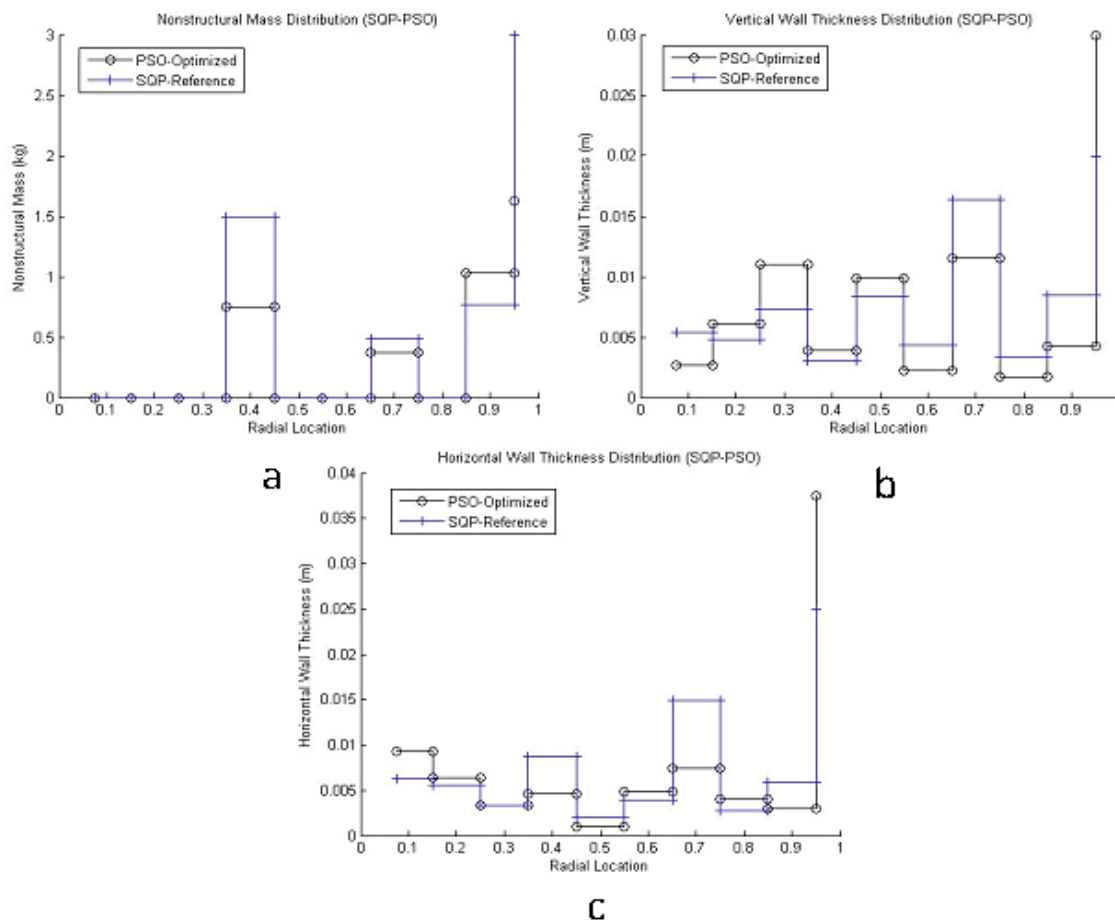 Nonstructural Mass Distribution (SQP-PSO)
PSO-Optimized
SQP-Reference
Nonstructural Mass (kg)
3
2.5
2
1.5
1
0.5
0
0 0.1 0.2 0.3 0.4 0.5 0.6 0.7 0.8 0.9 1
Radial Location
a
Vertical Wall Thickness Distribution (SQP-PSO)
PSO-Optimized
SQP-Reference
Vertical Wall Thickness (m)
0.03
0.025
0.02
0.015
0.01
0.005
0
0 0.1 0.2 0.3 0.4 0.5 0.6 0.7 0.8 0.9
Radial Location
b
Horizontal Wall Thickness Distribution (SQP-PSO)
PSO-Optimized
SQP-Reference
Horizontal Wall Thickness (m)
0.04
0.035
0.03
0.025
0.02
0.015
0.01
0.005
0
0 0.1 0.2 0.3 0.4 0.5 0.6 0.7 0.8 0.9 1
Radial Location
c